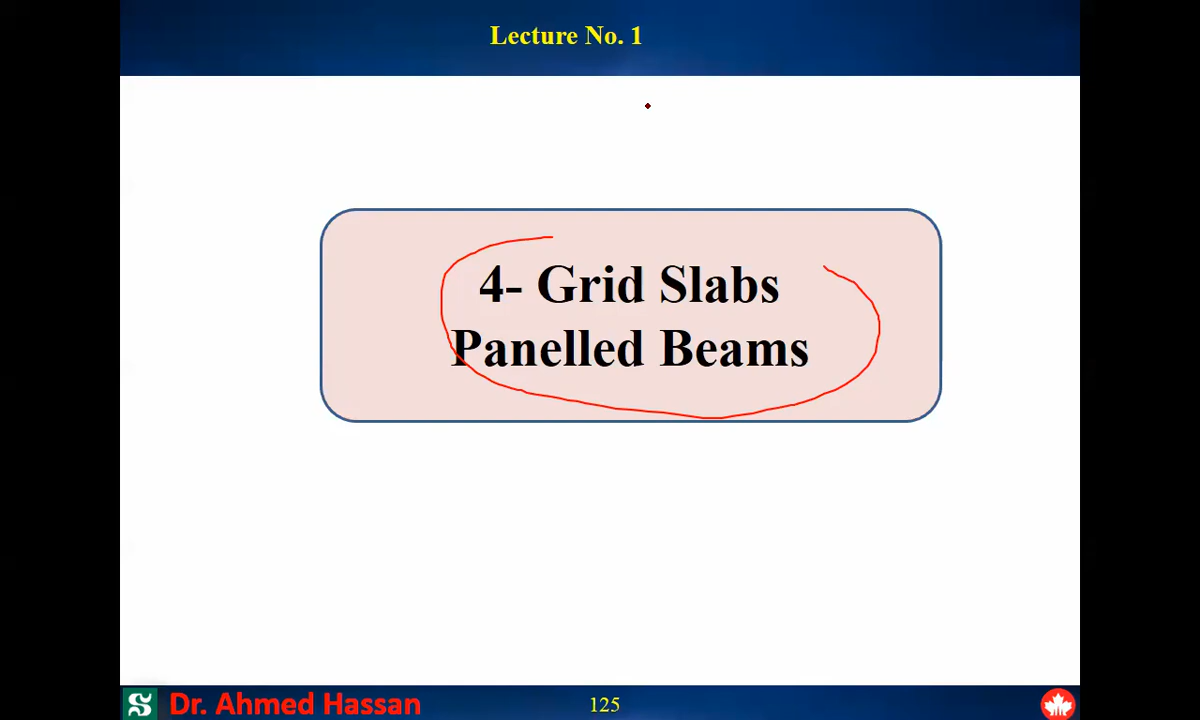 Lecture No. 1
4- Grid Slabs
Panelled Beams
Dr. Ahmed Hassan
125